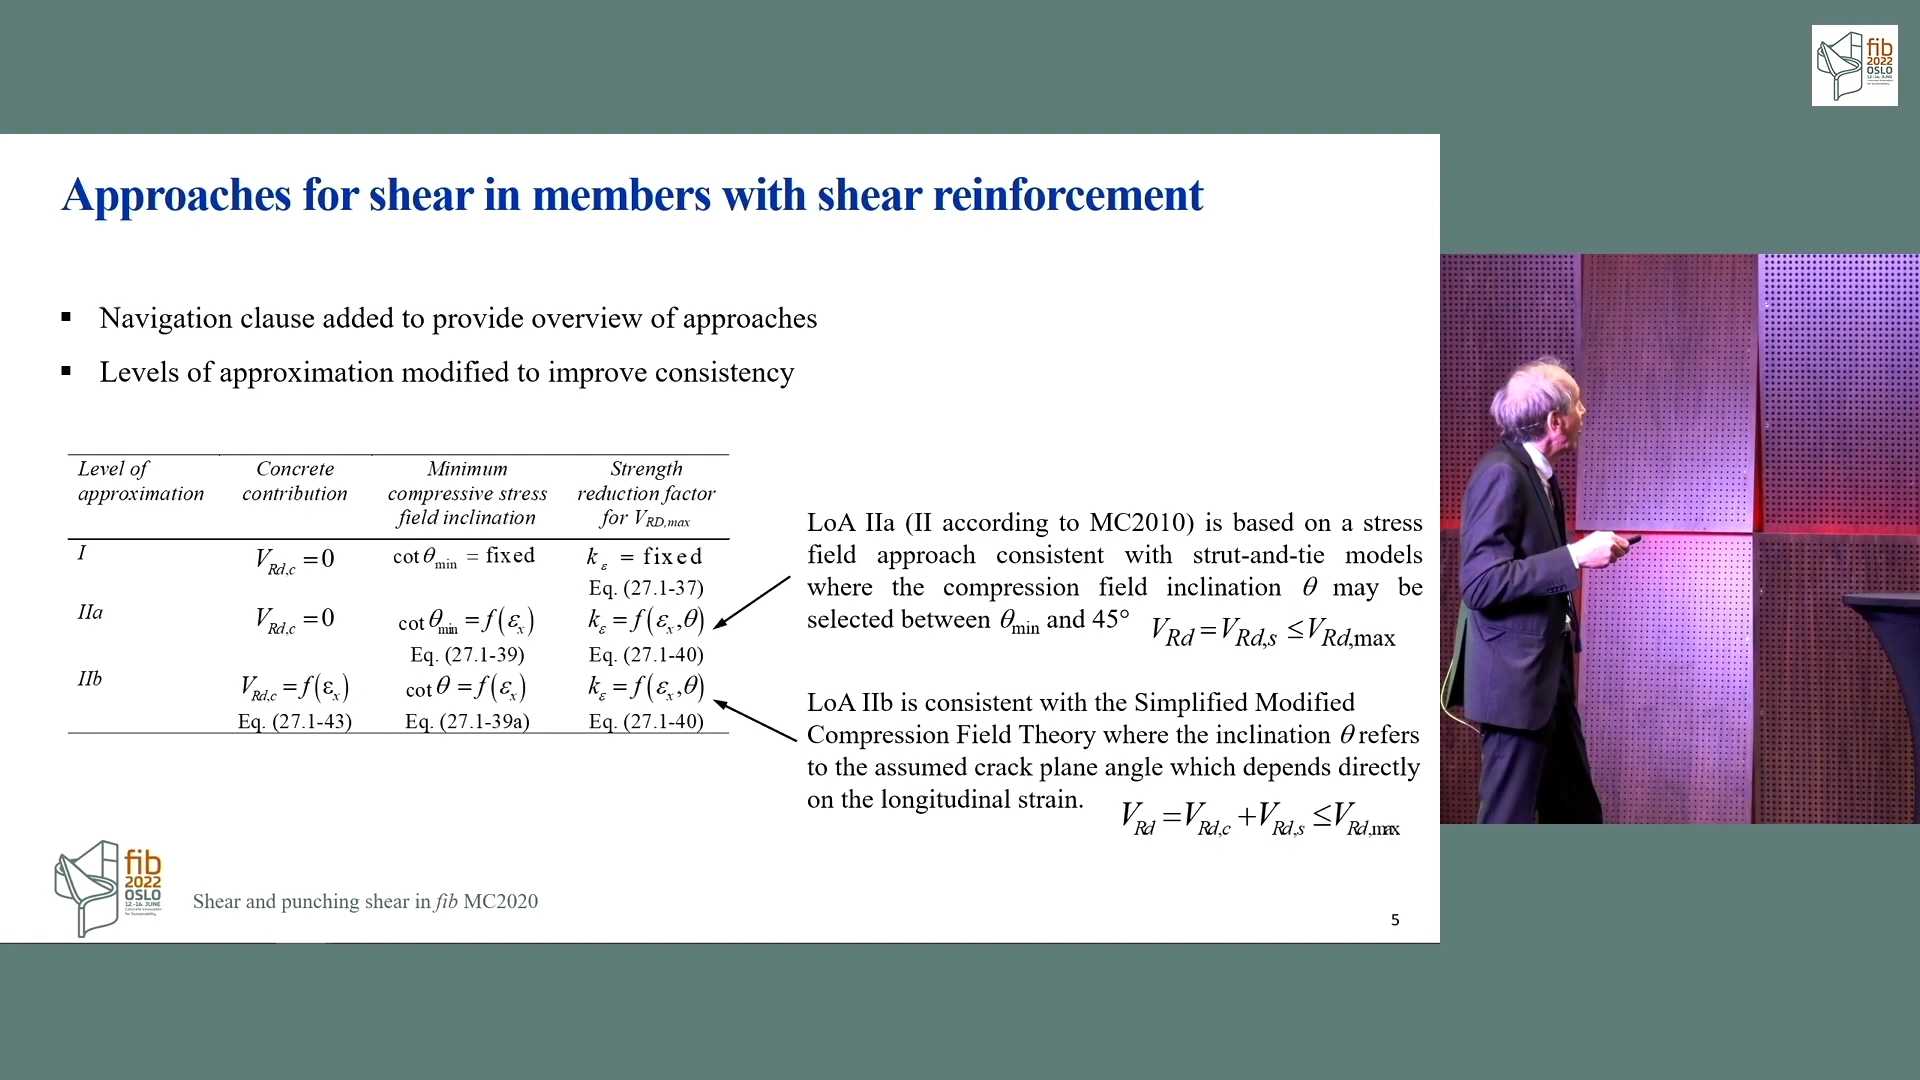 fib
2022
OSLO
12.-16. JUNE
Approaches for shear in members with shear reinforcement
▪ Navigation clause added to provide overview of approaches
▪ Levels of approximation modified to improve consistency
Level of approximation
Concrete contribution
Minimum compressive stress field inclination
Strength reduction factor for V_RD,max
I
V_Rd,c = 0
cot θ_min = fixed
k_ε = fixed
Eq. (27.1-37)
IIa
V_Rd,c = 0
cot θ_min = f(ε_x)
Eq. (27.1-39)
k_ε = f(ε_x,θ)
Eq. (27.1-40)
IIb
V_Rd,c = f(ε_x)
Eq. (27.1-43)
cot θ = f(ε_x)
Eq. (27.1-39a)
k_ε = f(ε_x,θ)
Eq. (27.1-40)
LoA IIa (II according to MC2010) is based on a stress
field approach consistent with strut-and-tie models
where the compression field inclination θ may be
selected between θ_min and 45° V_Rd = V_Rd,s ≤ V_Rd,max
LoA IIb is consistent with the Simplified Modified
Compression Field Theory where the inclination θ refers
to the assumed crack plane angle which depends directly
on the longitudinal strain. V_Rd = V_Rd,c + V_Rd,s ≤ V_Rd,max
fib
2022
OSLO
12.-16. JUNE
Shear and punching shear in fib MC2020
5